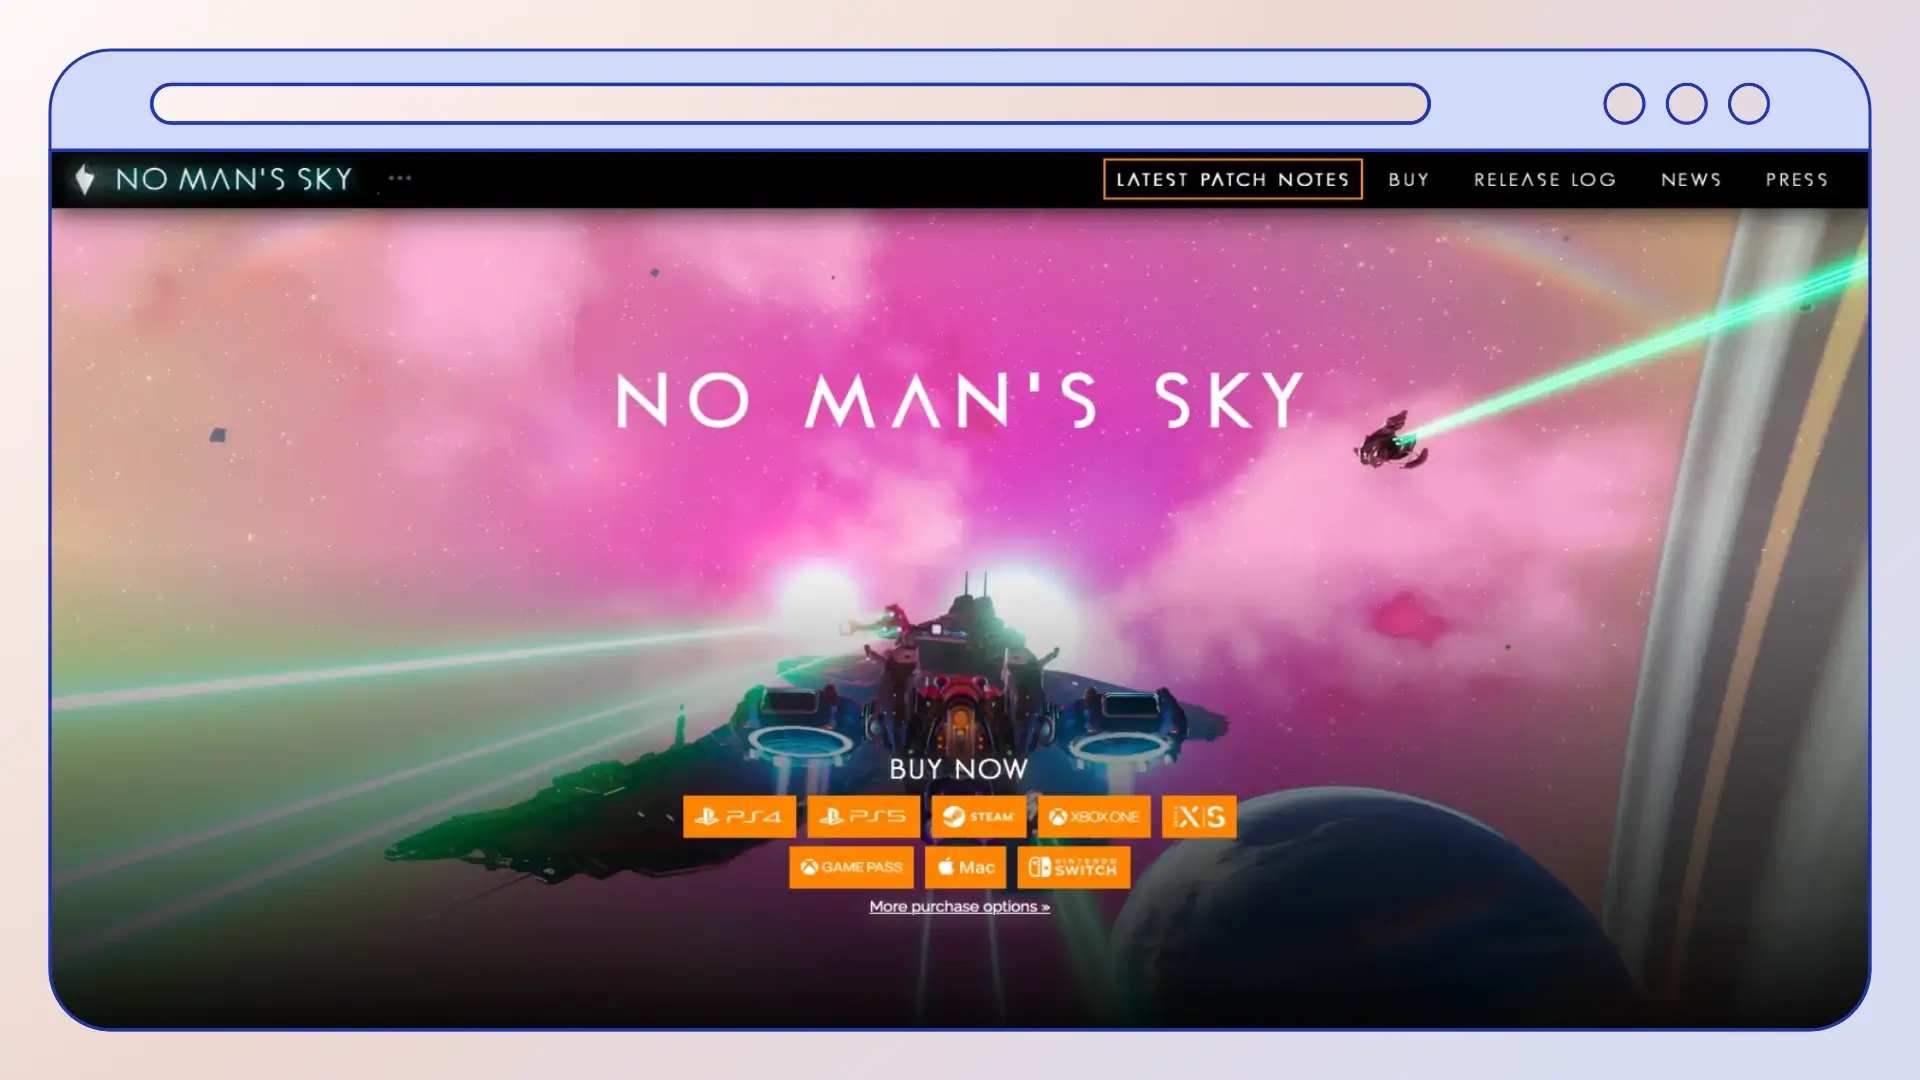 NO MAN'S SKY
LATEST PATCH NOTES BUY RELEASE LOG NEWS PRESS
NO MAN'S SKY
BUY NOW
PS4 PS5 STEAM XBOX ONE X|S
GAME PASS Mac NINTENDO SWITCH
More purchase options »